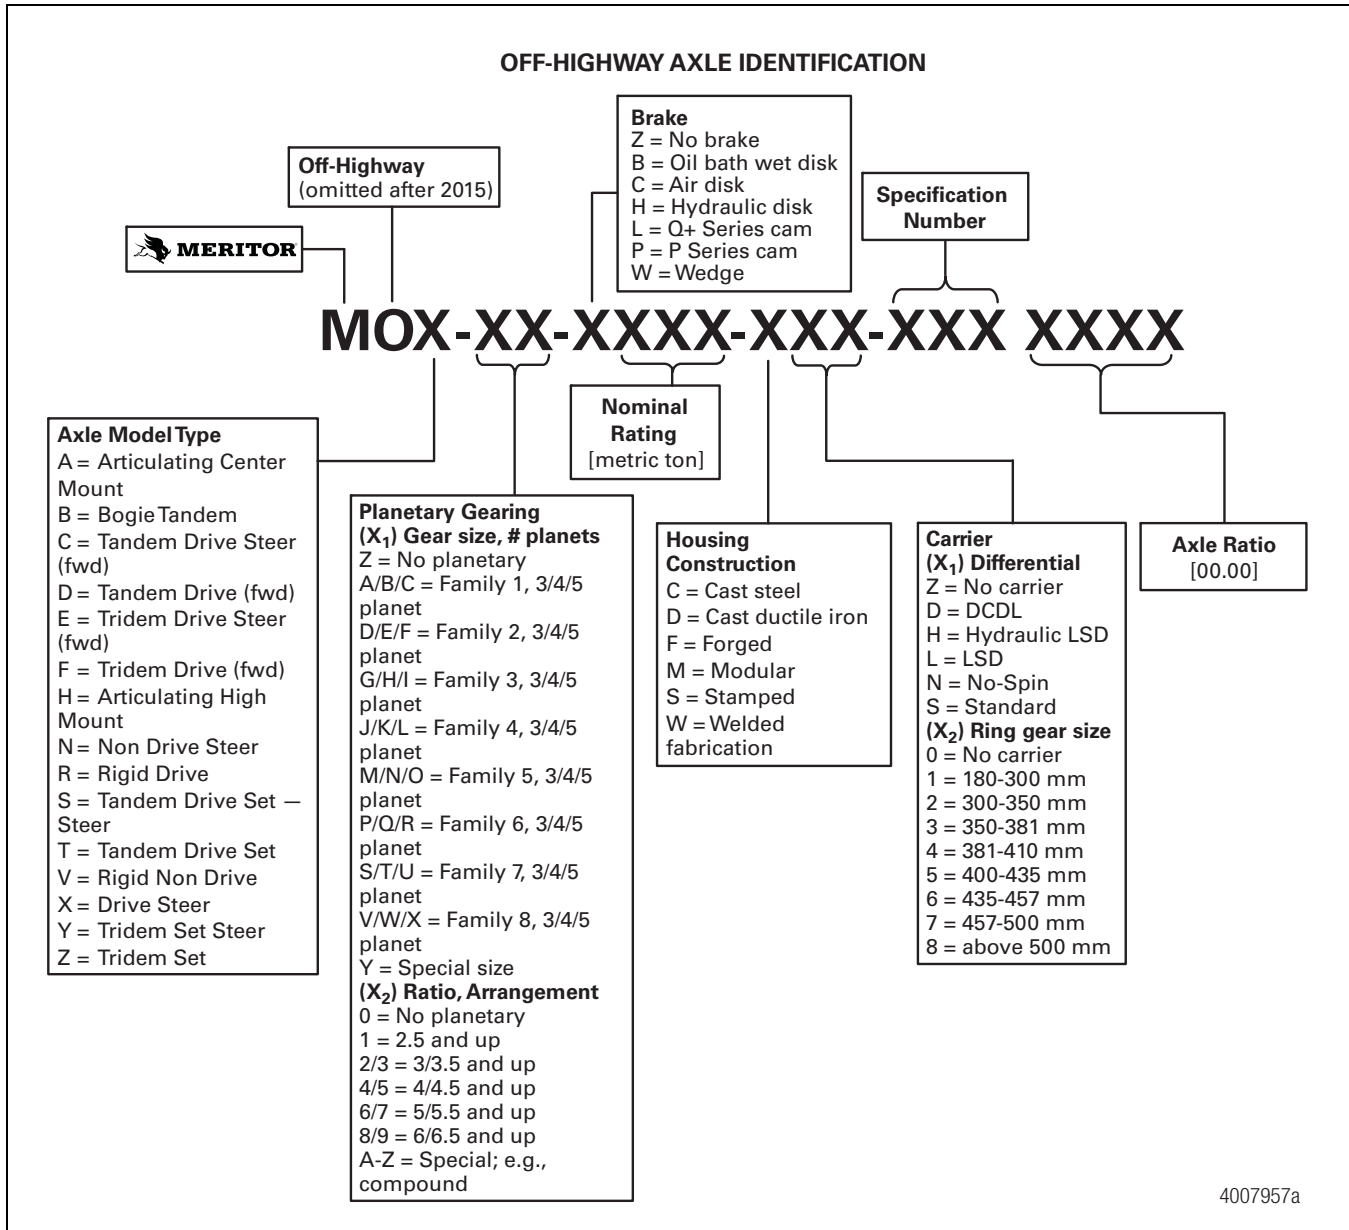 OFF-HIGHWAY AXLE IDENTIFICATION
Brake
Z = No brake
B = Oil bath wet disk
C = Air disk
H = Hydraulic disk
L = Q+ Series cam
P = P Series cam
W = Wedge
Off-Highway
(omitted after 2015)
Specification
Number
MERITOR
MOX-XX-XXXX-XXX-XXX XXXX
Nominal
Rating
[metric ton]
Axle Model Type
A = Articulating Center
Mount
B = Bogie Tandem
C = Tandem Drive Steer
(fwd)
D = Tandem Drive (fwd)
E = Tridem Drive Steer
(fwd)
F = Tridem Drive (fwd)
H = Articulating High
Mount
N = Non Drive Steer
R = Rigid Drive
S = Tandem Drive Set —
Steer
T = Tandem Drive Set
V = Rigid Non Drive
X = Drive Steer
Y = Tridem Set Steer
Z = Tridem Set
Planetary Gearing
(X1) Gear size, # planets
Z = No planetary
A/B/C = Family 1, 3/4/5
planet
D/E/F = Family 2, 3/4/5
planet
G/H/I = Family 3, 3/4/5
planet
J/K/L = Family 4, 3/4/5
planet
M/N/O = Family 5, 3/4/5
planet
P/Q/R = Family 6, 3/4/5
planet
S/T/U = Family 7, 3/4/5
planet
V/W/X = Family 8, 3/4/5
planet
Y = Special size
(X2) Ratio, Arrangement
0 = No planetary
1 = 2.5 and up
2/3 = 3/3.5 and up
4/5 = 4/4.5 and up
6/7 = 5/5.5 and up
8/9 = 6/6.5 and up
A-Z = Special; e.g.,
compound
Housing
Construction
C = Cast steel
D = Cast ductile iron
F = Forged
M = Modular
S = Stamped
W = Welded
fabrication
Carrier
(X1) Differential
Z = No carrier
D = DCDL
H = Hydraulic LSD
L = LSD
N = No-Spin
S = Standard
(X2) Ring gear size
0 = No carrier
1 = 180-300 mm
2 = 300-350 mm
3 = 350-381 mm
4 = 381-410 mm
5 = 400-435 mm
6 = 435-457 mm
7 = 457-500 mm
8 = above 500 mm
Axle Ratio
[00.00]
4007957a